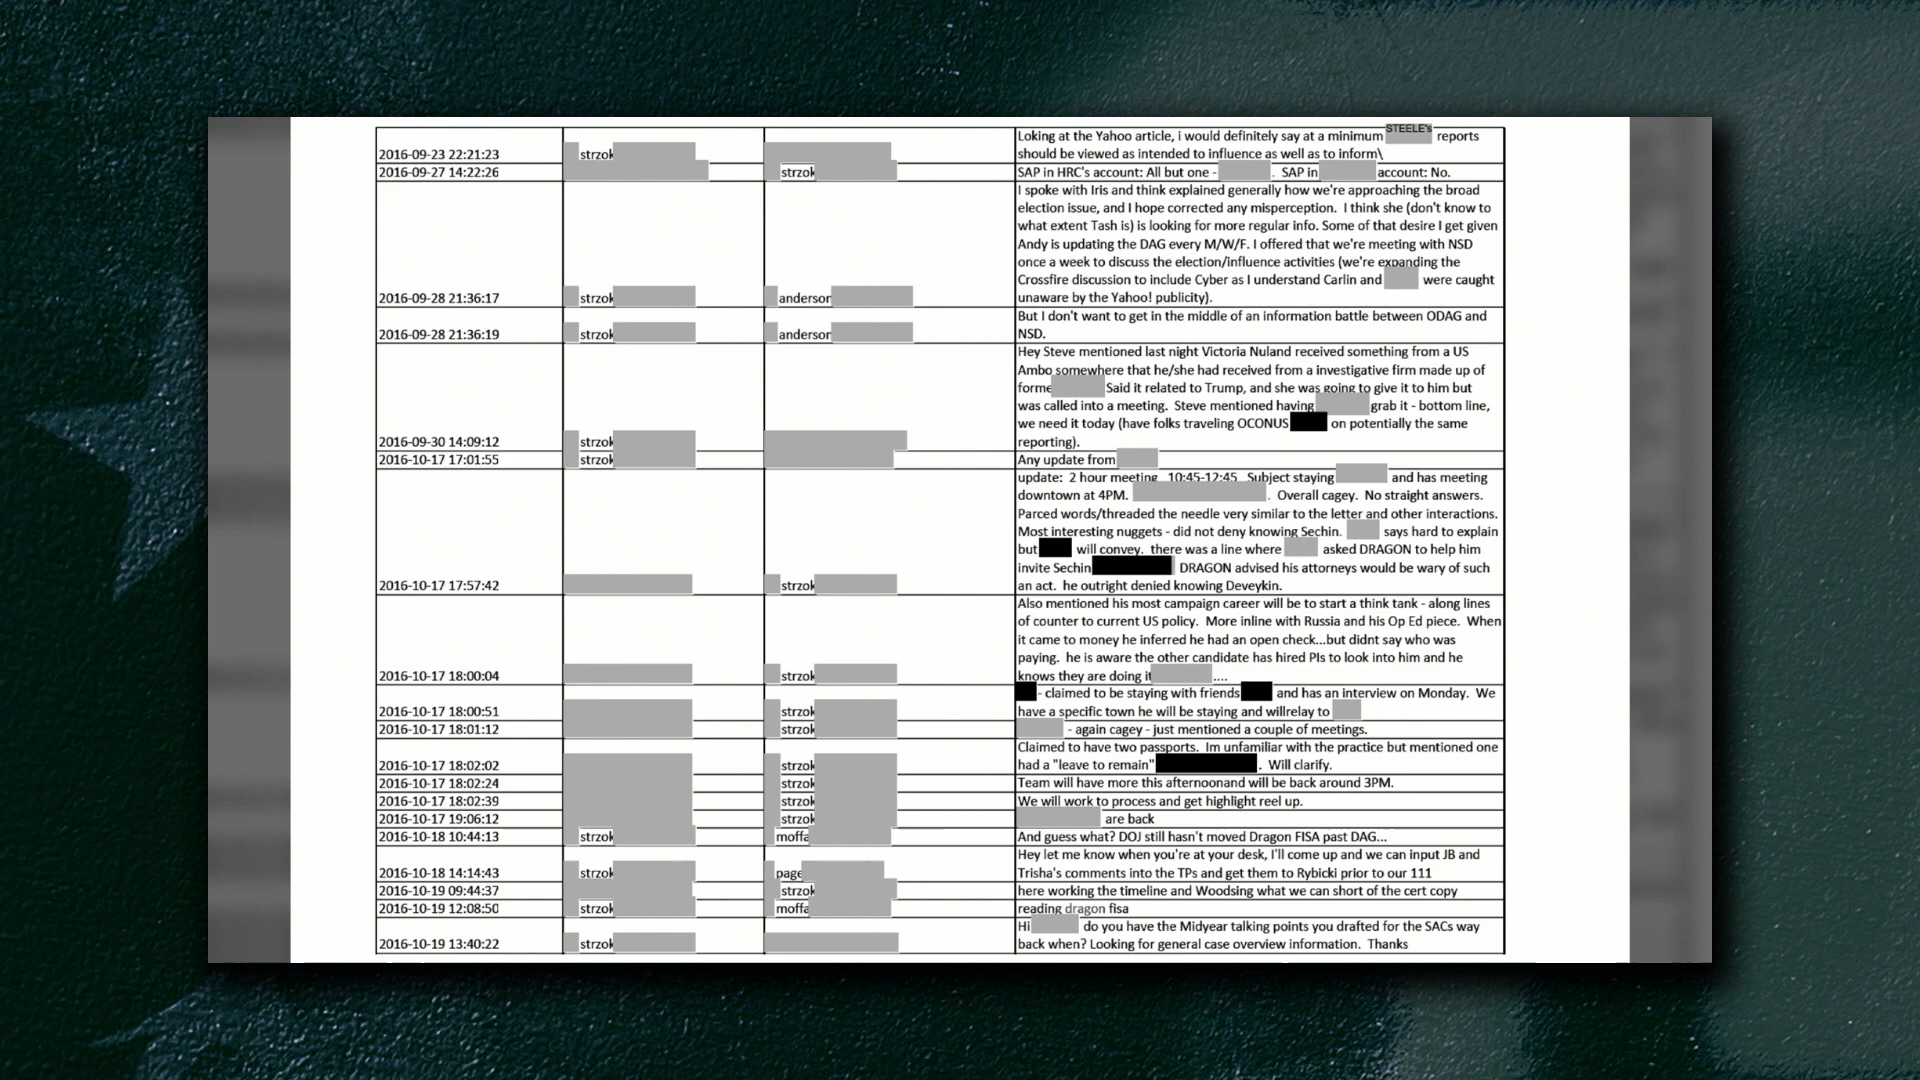 Loking at the Yahoo article, i would definitely say at a minimum STEELE's reports
2016-09-23 22:21:23 strzok should be viewed as intended to influence as well as to inform\
2016-09-27 14:22:26 strzok SAP in HRC's account: All but one - . SAP in account: No.
I spoke with Iris and think explained generally how we're approaching the broad
election issue, and I hope corrected any misperception. I think she (don't know to
what extent Tash is) is looking for more regular info. Some of that desire I get given
Andy is updating the DAG every M/W/F. I offered that we're meeting with NSD
once a week to discuss the election/influence activities (we're expanding the
Crossfire discussion to include Cyber as I understand Carlin and were caught
2016-09-28 21:36:17 strzok anderson unaware by the Yahoo! publicity).
But I don't want to get in the middle of an information battle between ODAG and
2016-09-28 21:36:19 strzok anderson NSD.
Hey Steve mentioned last night Victoria Nuland received something from a US
Ambo somewhere that he/she had received from a investigative firm made up of
forme Said it related to Trump, and she was going to give it to him but
was called into a meeting. Steve mentioned having grab it - bottom line,
we need it today (have folks traveling OCONUS on potentially the same
2016-09-30 14:09:12 strzok reporting).
2016-10-17 17:01:55 strzok Any update from
update: 2 hour meeting 10:45-12:45 Subject staying and has meeting
downtown at 4PM. . Overall cagey. No straight answers.
Parced words/threaded the needle very similar to the letter and other interactions.
Most interesting nuggets - did not deny knowing Sechin. says hard to explain
but will convey. there was a line where asked DRAGON to help him
invite Sechin DRAGON advised his attorneys would be wary of such
2016-10-17 17:57:42 strzok an act. he outright denied knowing Deveykin.
Also mentioned his most campaign career will be to start a think tank - along lines
of counter to current US policy. More inline with Russia and his Op Ed piece. When
it came to money he inferred he had an open check...but didnt say who was
paying. he is aware the other candidate has hired PIs to look into him and he
2016-10-17 18:00:04 strzok knows they are doing it ....
- claimed to be staying with friends and has an interview on Monday. We
2016-10-17 18:00:51 strzok have a specific town he will be staying and willrelay to
2016-10-17 18:01:12 strzok - again cagey - just mentioned a couple of meetings.
Claimed to have two passports. Im unfamiliar with the practice but mentioned one
2016-10-17 18:02:02 strzok had a "leave to remain" . Will clarify.
2016-10-17 18:02:24 strzok Team will have more this afternoonand will be back around 3PM.
2016-10-17 18:02:39 strzok We will work to process and get highlight reel up.
2016-10-17 19:06:12 strzok are back
2016-10-18 10:44:13 strzok moffa And guess what? DOJ still hasn't moved Dragon FISA past DAG...
Hey let me know when you're at your desk, I'll come up and we can input JB and
2016-10-18 14:14:43 strzok page Trisha's comments into the TPs and get them to Rybicki prior to our 111
2016-10-19 09:44:37 strzok here working the timeline and Woodsing what we can short of the cert copy
2016-10-19 12:08:50 strzok moffa reading dragon fisa
Hi do you have the Midyear talking points you drafted for the SACs way
2016-10-19 13:40:22 strzok back when? Looking for general case overview information. Thanks